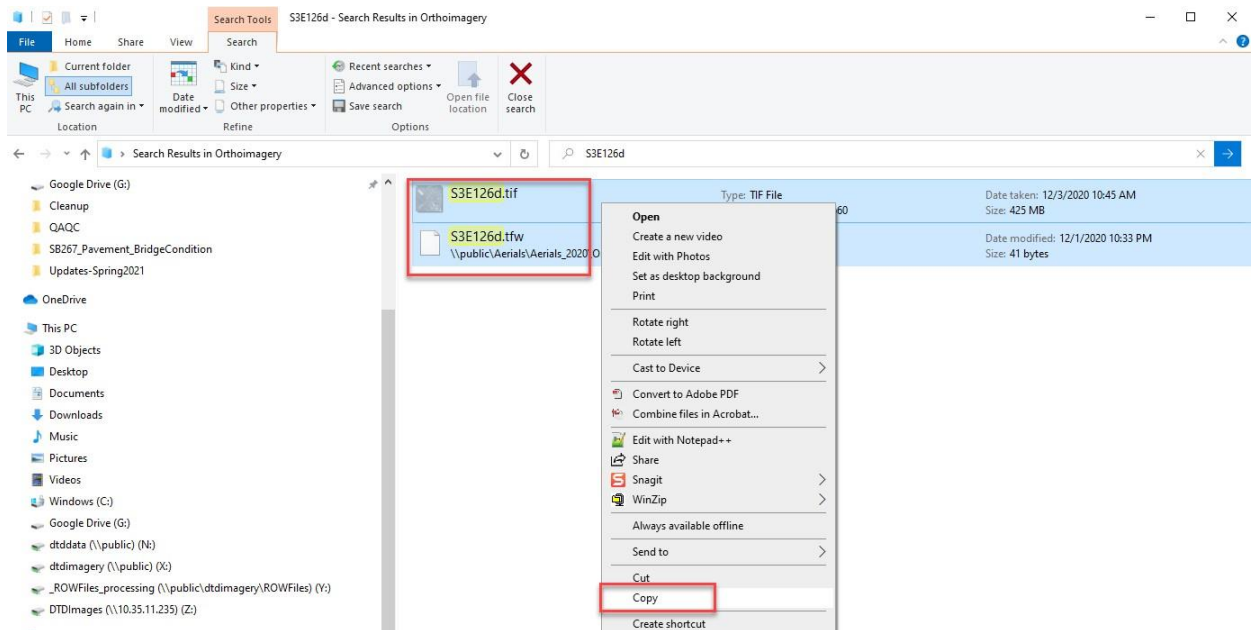 Search Tools S3E126d - Search Results in Orthoimagery
File Home Share View Search
Current folder
All subfolders
Search again in
This PC
Location
Date modified
Kind
Size
Other properties
Refine
Recent searches
Advanced options
Save search
Open file location
Close search
Options
Search Results in Orthoimagery
S3E126d
Google Drive (G:)
Cleanup
QAQC
SB267_Pavement_BridgeCondition
Updates-Spring2021
OneDrive
This PC
3D Objects
Desktop
Documents
Downloads
Music
Pictures
Videos
Windows (C:)
Google Drive (G:)
dtddata (\\public) (N:)
dtdimagery (\\public) (X:)
_ROWFiles_processing (\\public\dtdimagery\ROWFiles) (Y:)
DTDImages (\\10.35.11.235) (Z:)
S3E126d.tif Type: TIF File Date taken: 12/3/2020 10:45 AM
60 Size: 425 MB
S3E126d.tfw Date modified: 12/1/2020 10:33 PM
\\public\Aerials\Aerials_2020\O Size: 41 bytes
Open
Create a new video
Edit with Photos
Set as desktop background
Print
Rotate right
Rotate left
Cast to Device
Convert to Adobe PDF
Combine files in Acrobat...
Edit with Notepad++
Share
Snagit
WinZip
Always available offline
Send to
Cut
Copy
Create shortcut